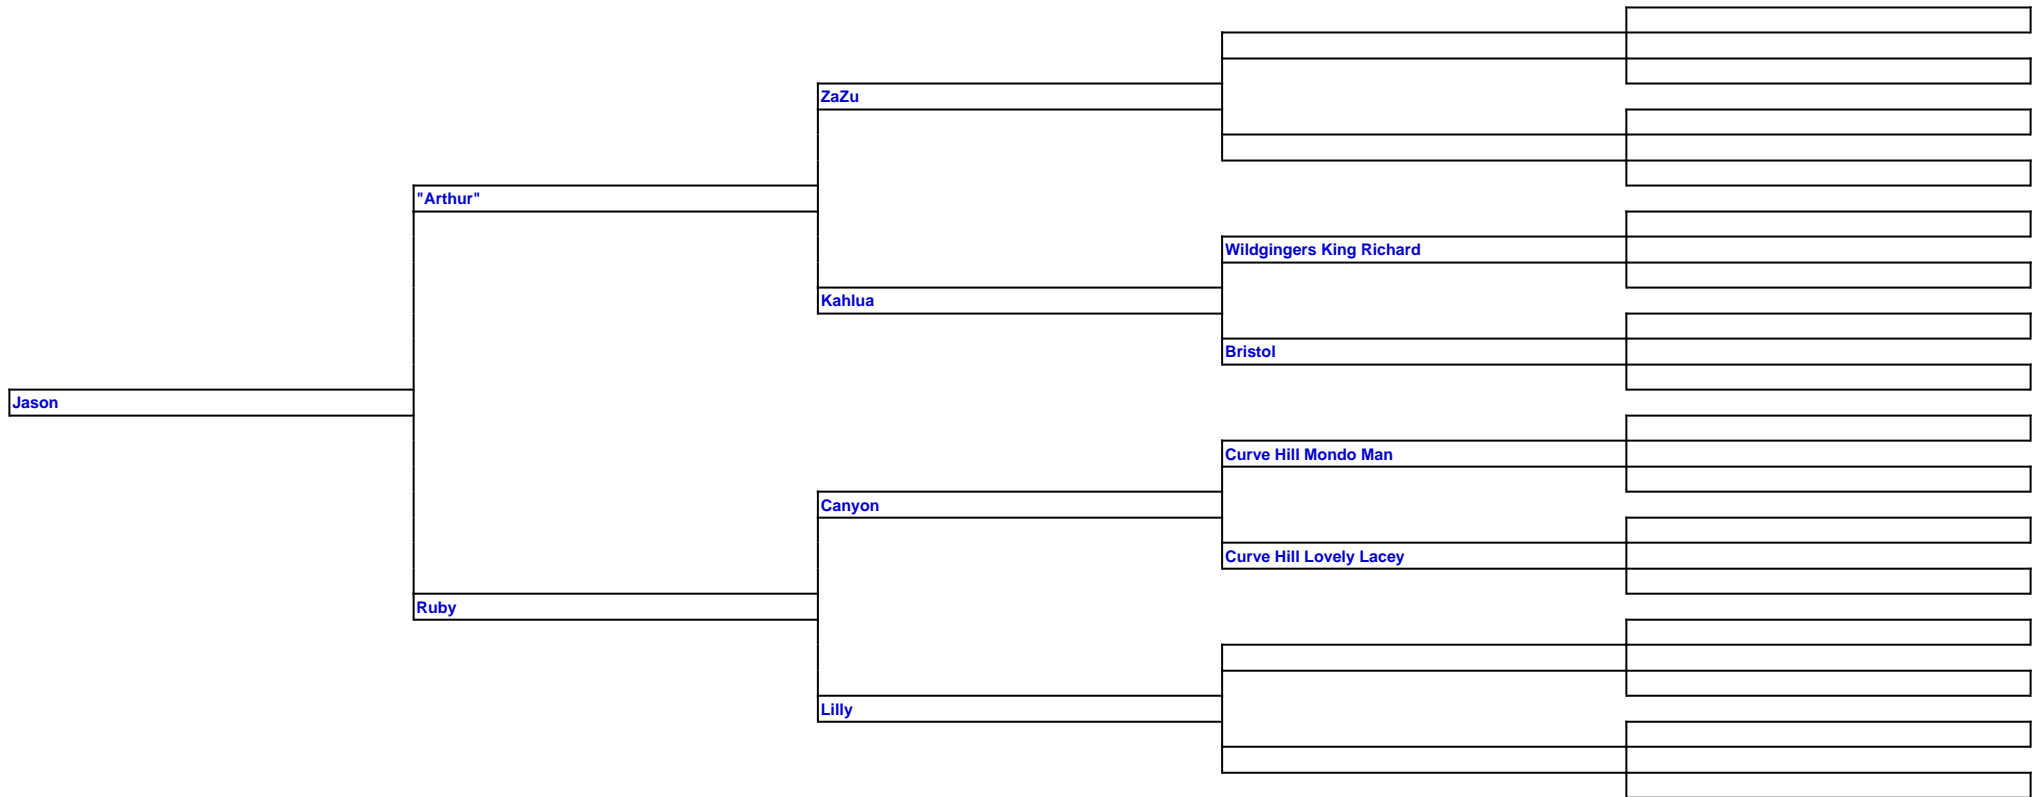 ZaZu
"Arthur"
Wildgingers King Richard
Kahlua
Bristol
Jason
Curve Hill Mondo Man
Canyon
Curve Hill Lovely Lacey
Ruby
Lilly